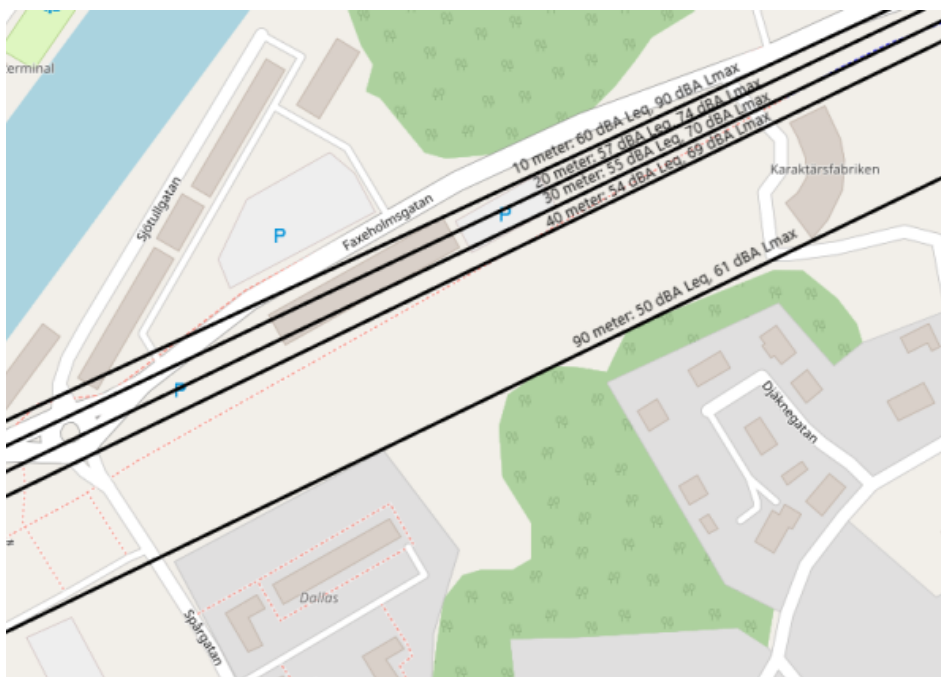 terminal
10 meter: 60 dBA Leq, 90 dBA Lmax
20 meter: 57 dBA Leq, 74 dBA Lmax
30 meter: 55 dBA Leq, 70 dBA Lmax
40 meter: 54 dBA Leq, 69 dBA Lmax
Karaktärsfabriken
Sjötullgatan
P
P
Faxeholmsgatan
90 meter: 50 dBA Leq, 61 dBA Lmax
P
Djäknegatan
Dallas
Spårgatan